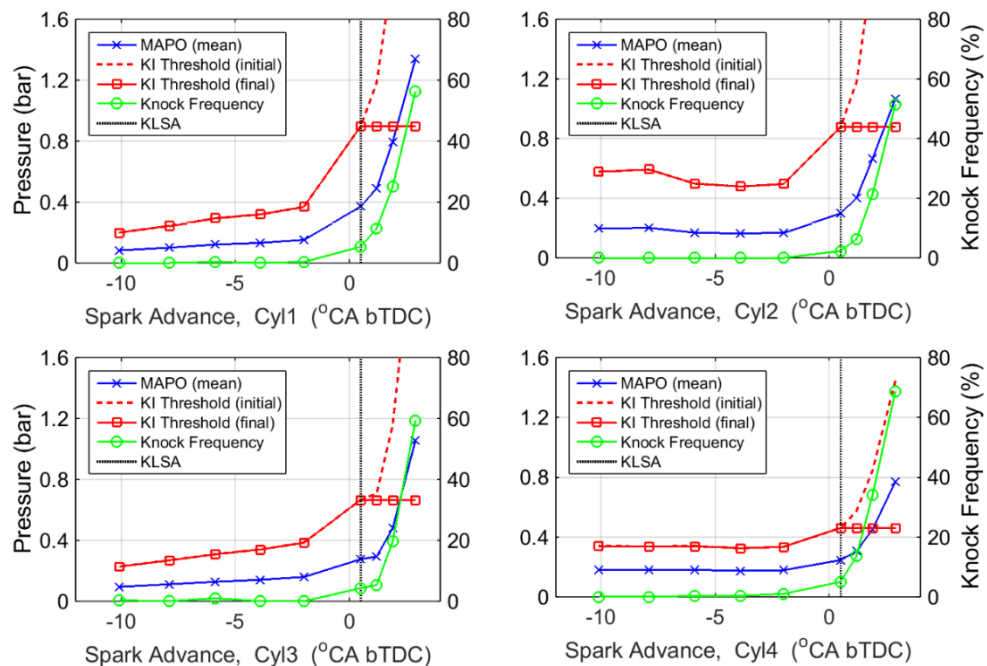 1.6
1.2
0.8
0.4
0
Pressure (bar)
MAPO (mean)
KI Threshold (initial)
KI Threshold (final)
Knock Frequency
KLSA
80
60
40
20
0
-10 -5 0
Spark Advance, Cyl1 (°CA bTDC)
1.6
1.2
0.8
0.4
0
MAPO (mean)
KI Threshold (initial)
KI Threshold (final)
Knock Frequency
KLSA
80
60
40
20
0
Knock Frequency (%)
-10 -5 0
Spark Advance, Cyl2 (°CA bTDC)
1.6
1.2
0.8
0.4
0
Pressure (bar)
MAPO (mean)
KI Threshold (initial)
KI Threshold (final)
Knock Frequency
KLSA
80
60
40
20
0
-10 -5 0
Spark Advance, Cyl3 (°CA bTDC)
1.6
1.2
0.8
0.4
0
MAPO (mean)
KI Threshold (initial)
KI Threshold (final)
Knock Frequency
KLSA
80
60
40
20
0
Knock Frequency (%)
-10 -5 0
Spark Advance, Cyl4 (°CA bTDC)